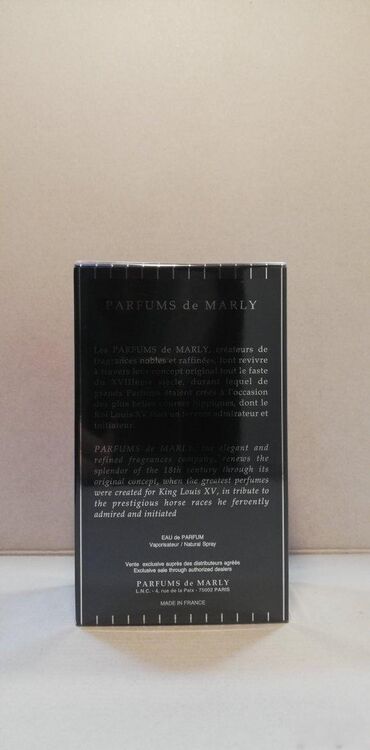 PARFUMS de MARLY
Les PARFUMS de MARLY, créateurs de
fragrances nobles et raffinées, font revivre
à travers leur concept original tout le faste
du XVIIIème siècle, durant lequel de
grands Parfums étaient créés à l'occasion
des plus belles courses hippiques, dont le
Roi Louis XV était un fervent admirateur et
initiateur.
PARFUMS de MARLY, the elegant and
refined fragrances company, renews the
splendor of the 18th century through its
original concept, when the greatest perfumes
were created for King Louis XV, in tribute to
the prestigious horse races he fervently
admired and initiated
EAU de PARFUM
Vaporisateur / Natural Spray
Vente exclusive auprès des distributeurs agréés
Exclusive sale through authorized dealers
PARFUMS de MARLY
L.N.C. - 4, rue de la Paix - 75002 PARIS
MADE IN FRANCE